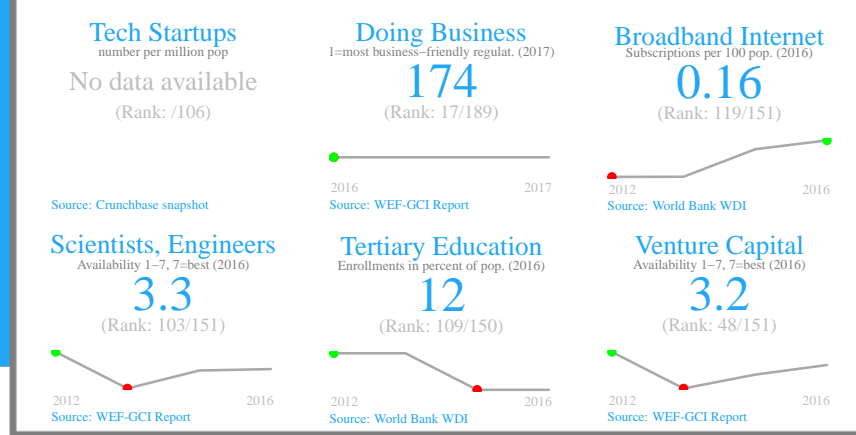 Tech Startups
number per million pop
No data available
(Rank: /106)
Source: Crunchbase snapshot
Doing Business
1=most business−friendly regulat. (2017)
174
(Rank: 17/189)
2016 2017
Source: WEF-GCI Report
Broadband Internet
Subscriptions per 100 pop. (2016)
0.16
(Rank: 119/151)
2012 2016
Source: World Bank WDI
Scientists, Engineers
Availability 1−7, 7=best (2016)
3.3
(Rank: 103/151)
2012 2016
Source: WEF-GCI Report
Tertiary Education
Enrollments in percent of pop. (2016)
12
(Rank: 109/150)
2012 2016
Source: World Bank WDI
Venture Capital
Availability 1−7, 7=best (2016)
3.2
(Rank: 48/151)
2012 2016
Source: WEF-GCI Report